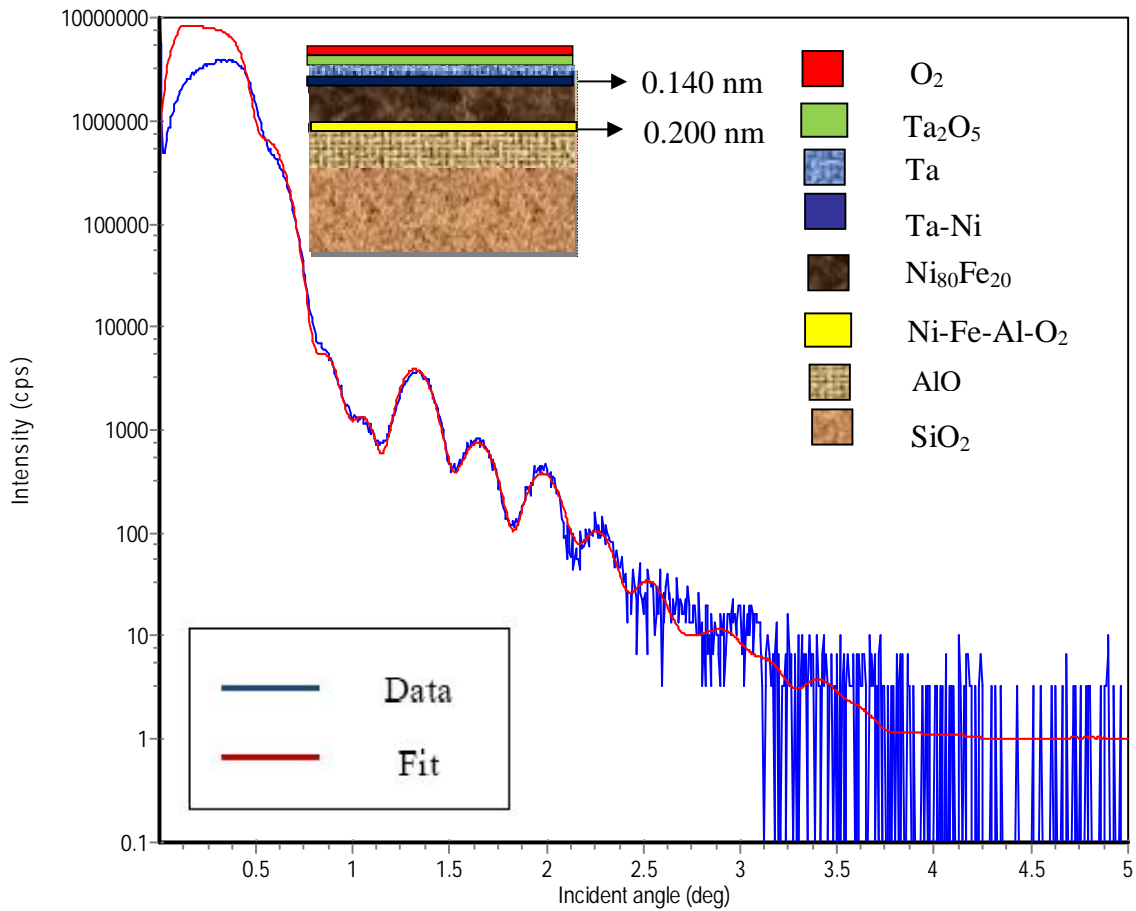 10000000
1000000
100000
10000
1000
100
10
1
0.1
Intensity (cps)
0.5
1
1.5
2
2.5
3
3.5
4
4.5
5
Incident angle (deg)
0.140 nm
0.200 nm
O₂
Ta₂O₅
Ta
Ta-Ni
Ni₈₀Fe₂₀
Ni-Fe-Al-O₂
AlO
SiO₂
Data
Fit